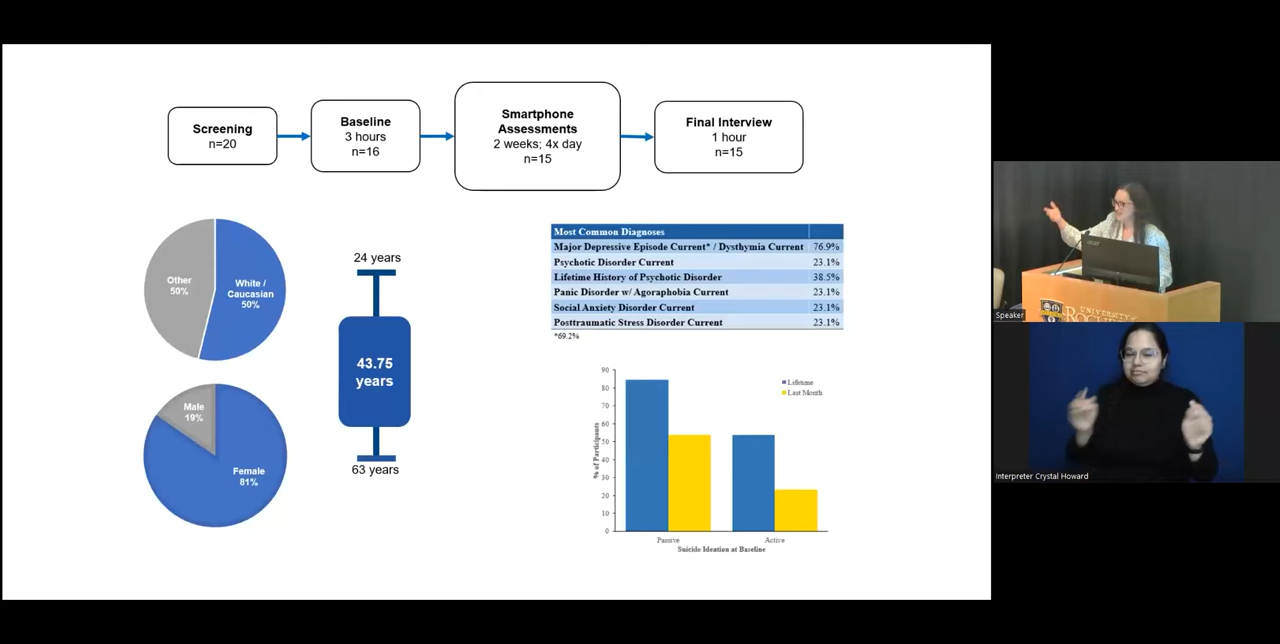 Screening
n=20
Baseline
3 hours
n=16
Smartphone
Assessments
2 weeks; 4x day
n=15
Final Interview
1 hour
n=15
Other
50%
White /
Caucasian
50%
Male
19%
Female
81%
24 years
43.75
years
63 years
Most Common Diagnoses
Major Depressive Episode Current* / Dysthymia Current 76.9%
Psychotic Disorder Current 23.1%
Lifetime History of Psychotic Disorder 38.5%
Panic Disorder w/ Agoraphobia Current 23.1%
Social Anxiety Disorder Current 23.1%
Posttraumatic Stress Disorder Current 23.1%
*69.2%
90
80
70
60
50
40
30
20
10
0
% of Participants
Lifetime
Last Month
Passive
Active
Suicide Ideation at Baseline
acer
UNIVERSITY of
ROCHE
Speaker
Interpreter Crystal Howard